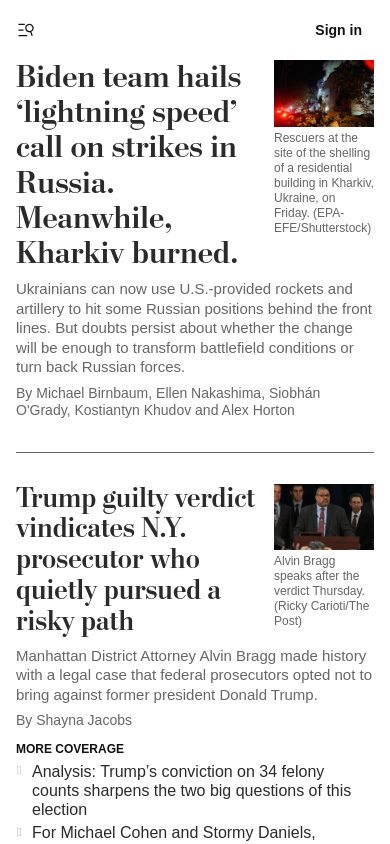 Sign in
Biden team hails
‘lightning speed’
call on strikes in
Russia.
Meanwhile,
Kharkiv burned.
Rescuers at the
site of the shelling
of a residential
building in Kharkiv,
Ukraine, on
Friday. (EPA-
EFE/Shutterstock)
Ukrainians can now use U.S.-provided rockets and
artillery to hit some Russian positions behind the front
lines. But doubts persist about whether the change
will be enough to transform battlefield conditions or
turn back Russian forces.
By Michael Birnbaum, Ellen Nakashima, Siobhán
O'Grady, Kostiantyn Khudov and Alex Horton
Trump guilty verdict
vindicates N.Y.
prosecutor who
quietly pursued a
risky path
Alvin Bragg
speaks after the
verdict Thursday.
(Ricky Carioti/The
Post)
Manhattan District Attorney Alvin Bragg made history
with a legal case that federal prosecutors opted not to
bring against former president Donald Trump.
By Shayna Jacobs
MORE COVERAGE
Analysis: Trump’s conviction on 34 felony
counts sharpens the two big questions of this
election
For Michael Cohen and Stormy Daniels,